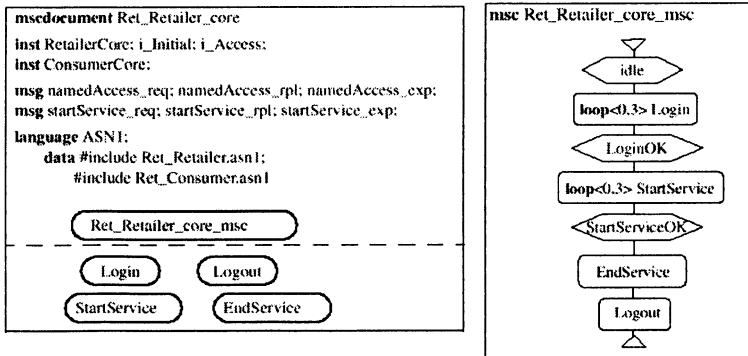 mscdocument Ret_Retailer_core
inst RetailerCore; i_Initial; i_Access;
inst ConsumerCore;
msg namedAccess_req; namedAccess_rpl; namedAccess_exp;
msg startService_req; startService_rpl; startService_exp;
language ASN1;
data #include Ret_Retailer.asn1;
#include Ret_Consumer.asn1
Ret_Retailer_core_msc
Login Logout
StartService EndService
msc Ret_Retailer_core_msc
idle
loop<0.3> Login
LoginOK
loop<0.3> StartService
StartServiceOK
EndService
Logout